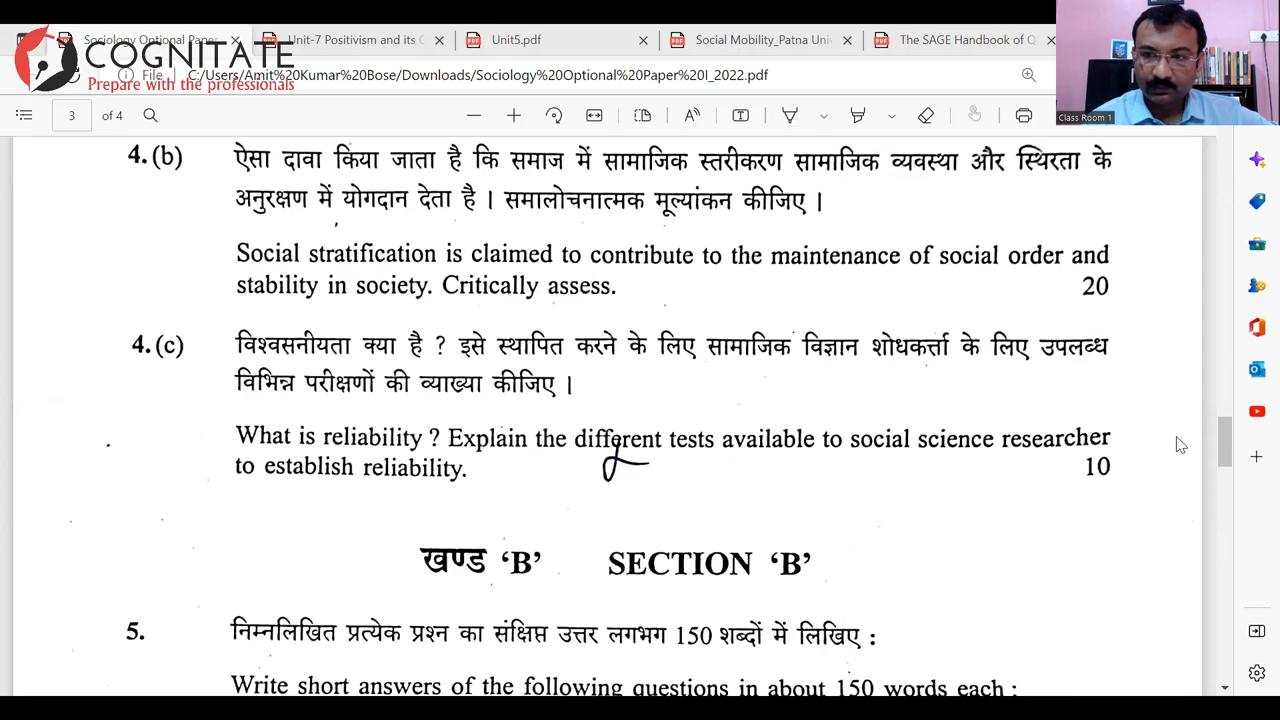 COGNITATE
Prepare with the professionals
Sociology Optional Pape
Unit-7 Positivism and its C
Unit5.pdf
Social Mobility_Patna Uni
The SAGE Handbook of Q
File
C:/Users/Amit%20Kumar%20Bose/Downloads/Sociology%20Optional%20Paper%20I_2022.pdf
3 of 4
Class Room 1
4.(b) ऐसा दावा किया जाता है कि समाज में सामाजिक स्तरीकरण सामाजिक व्यवस्था और स्थिरता के
अनुरक्षण में योगदान देता है । समालोचनात्मक मूल्यांकन कीजिए ।
Social stratification is claimed to contribute to the maintenance of social order and
stability in society. Critically assess. 20
4.(c) विश्वसनीयता क्या है ? इसे स्थापित करने के लिए सामाजिक विज्ञान शोधकर्त्ता के लिए उपलब्ध
विभिन्न परीक्षणों की व्याख्या कीजिए ।
What is reliability ? Explain the different tests available to social science researcher
to establish reliability. 10
खण्ड ‘B’ SECTION ‘B’
5. निम्नलिखित प्रत्येक प्रश्न का संक्षिप्त उत्तर लगभग 150 शब्दों में लिखिए :
Write short answers of the following questions in about 150 words each :